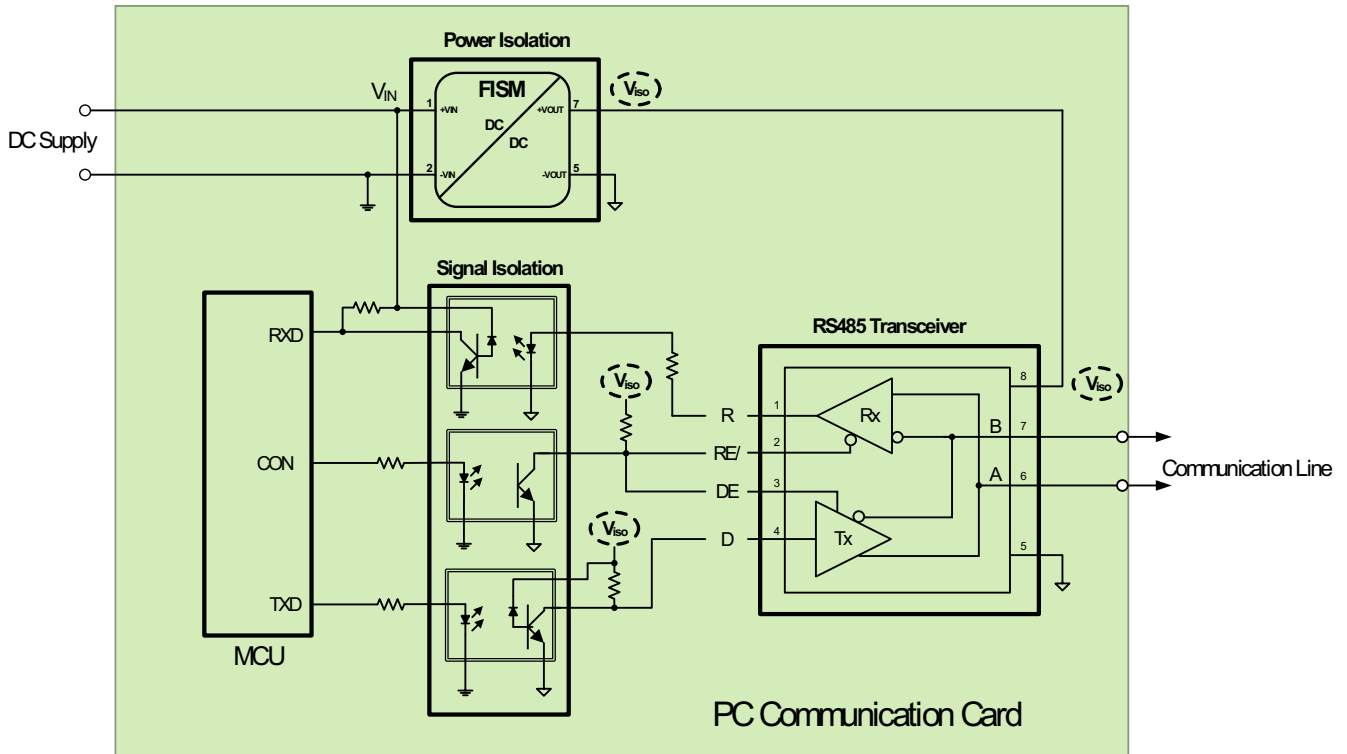 Power Isolation
FISM
VIN
Viso
1
+VIN
+VOUT
7
DC Supply
DC
DC
2
-VIN
-VOUT
5
Signal Isolation
RXD
RS485 Transceiver
Viso
8
Viso
R
1
Rx
B
7
RE/
2
CON
Communication Line
DE
3
A
6
Viso
D
4
Tx
5
TXD
MCU
PC Communication Card